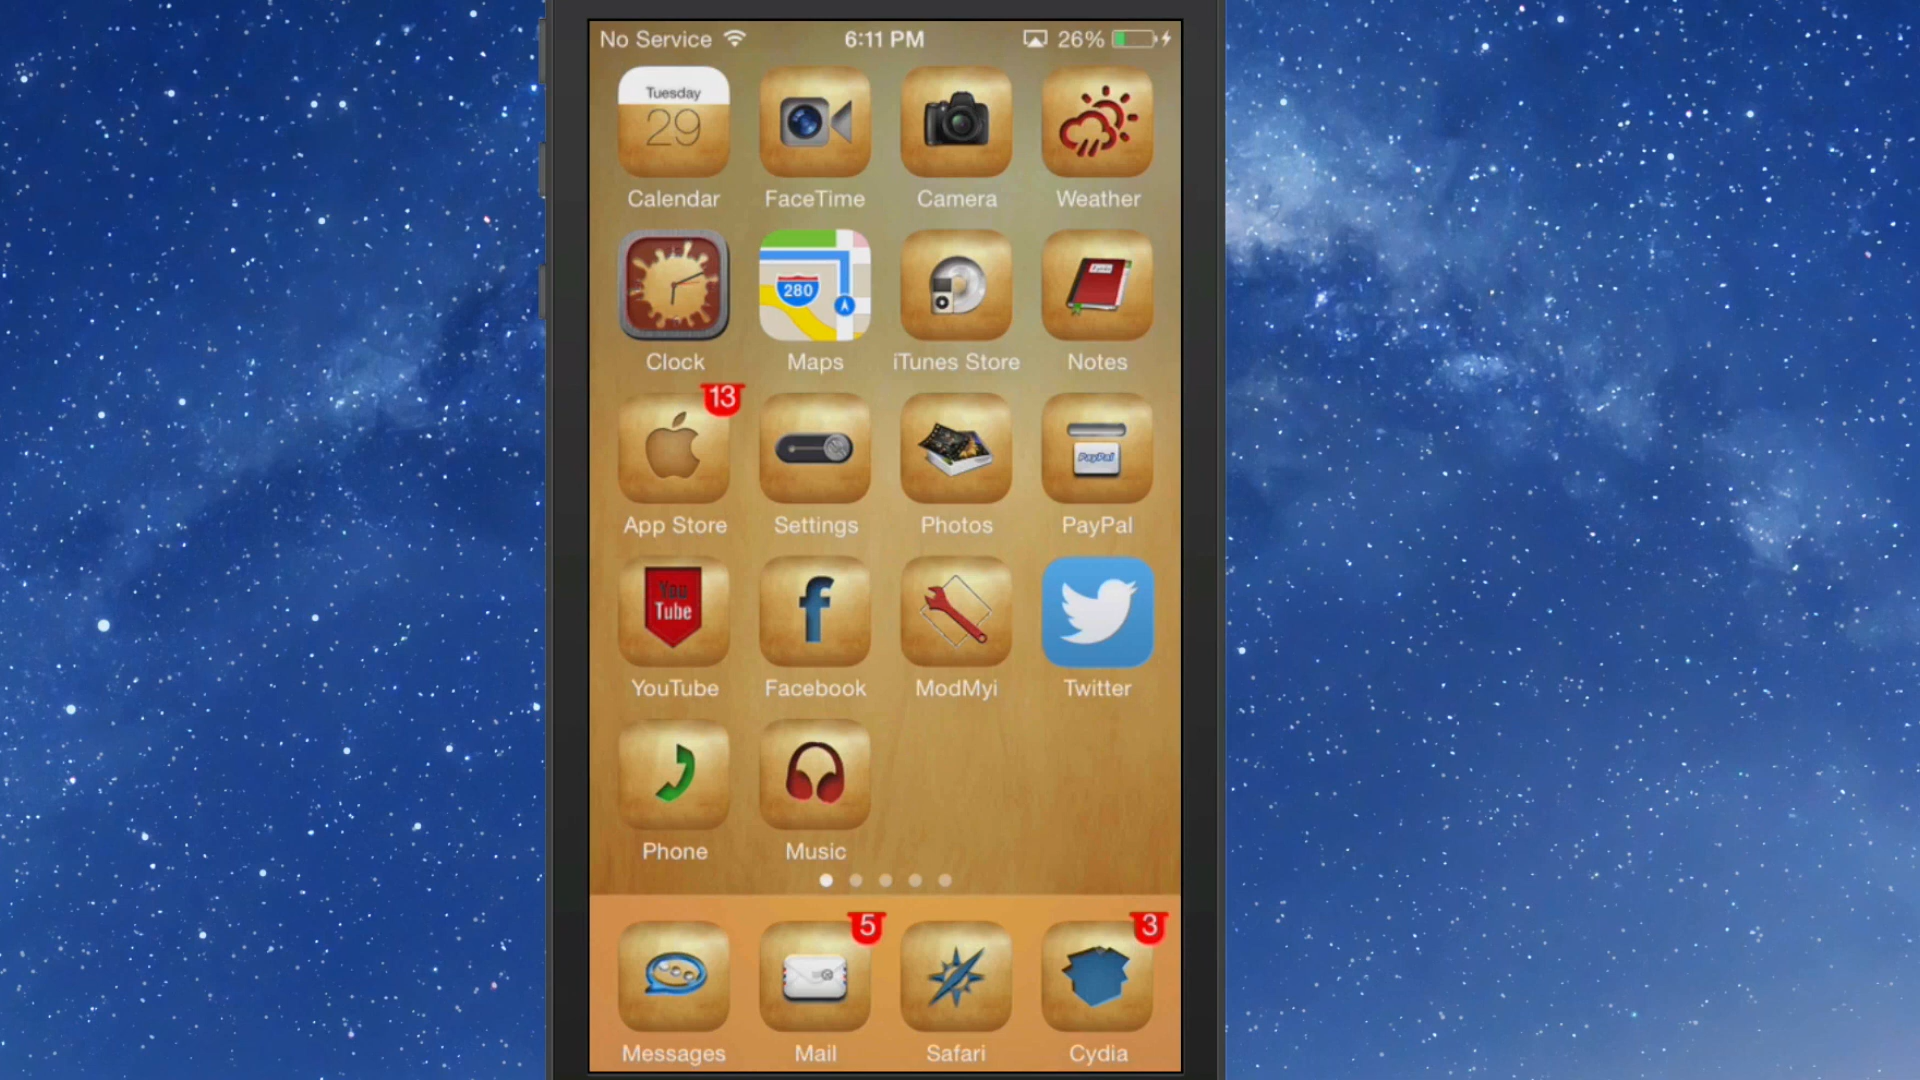 No Service 6:11 PM 26%
Tuesday
29
Calendar FaceTime Camera Weather
280
Clock Maps iTunes Store Notes
13
PayPal
App Store Settings Photos PayPal
You
Tube
f
YouTube Facebook ModMyi Twitter
Phone Music
5 3
Messages Mail Safari Cydia